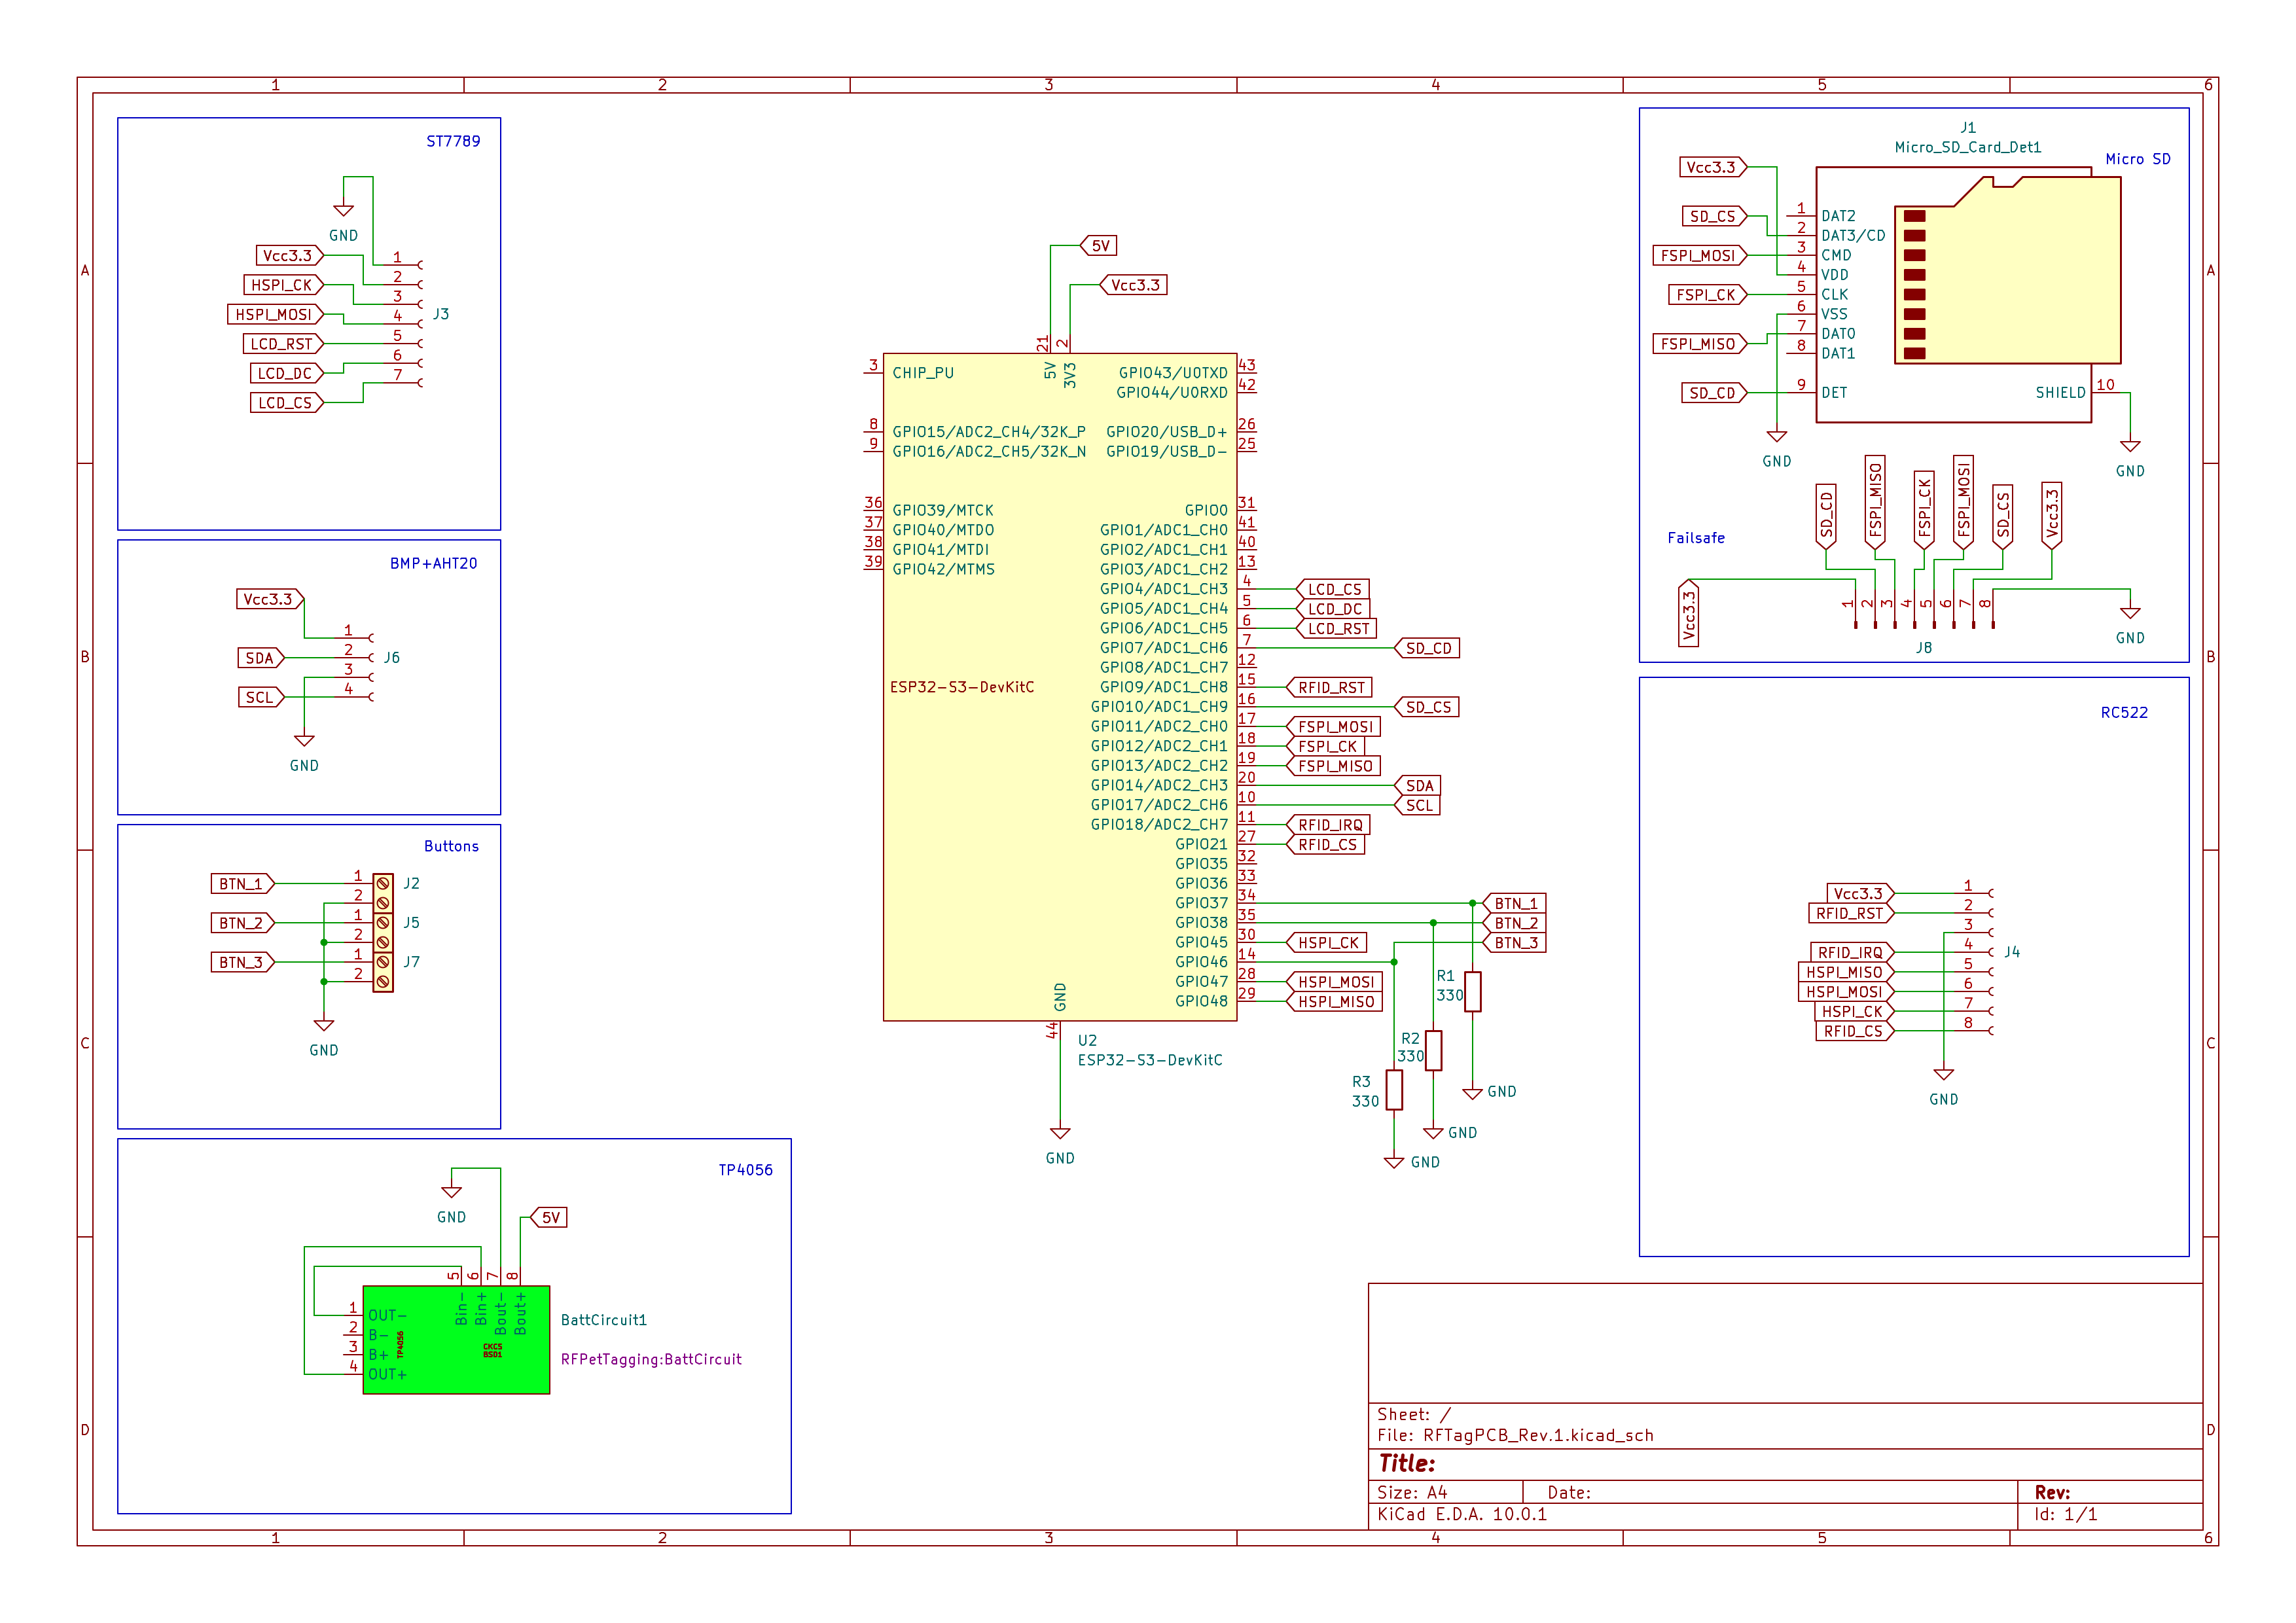 1 2 3 4 5 6
A
B
C
D
ST7789
GND
Vcc3.3
HSPI_CK
HSPI_MOSI
LCD_RST
LCD_DC
LCD_CS
1
2
3
4
5
6
7
J3
BMP+AHT20
Vcc3.3
SDA
SCL
1
2
3
4
J6
GND
Buttons
BTN_1
BTN_2
BTN_3
1
2
1
2
1
2
J2
J5
J7
GND
TP4056
GND
5V
5 6 7 8
Bin- Bin+ Bout- Bout+
1 OUT-
2 B-
3 B+
4 OUT+
TP4056
CKCS
BS01
BattCircuit1
RFPetTagging:BattCircuit
5V
Vcc3.3
21 2
5V 3V3
3 CHIP_PU
8 GPIO15/ADC2_CH4/32K_P
9 GPIO16/ADC2_CH5/32K_N
36 GPIO39/MTCK
37 GPIO40/MTDO
38 GPIO41/MTDI
39 GPIO42/MTMS
ESP32-S3-DevKitC
GPIO43/U0TXD 43
GPIO44/U0RXD 42
GPIO20/USB_D+ 26
GPIO19/USB_D- 25
GPIO0 31
GPIO1/ADC1_CH0 41
GPIO2/ADC1_CH1 40
GPIO3/ADC1_CH2 13
GPIO4/ADC1_CH3 4 LCD_CS
GPIO5/ADC1_CH4 5 LCD_DC
GPIO6/ADC1_CH5 6 LCD_RST
GPIO7/ADC1_CH6 7 SD_CD
GPIO8/ADC1_CH7 12
GPIO9/ADC1_CH8 15 RFID_RST
GPIO10/ADC1_CH9 16 SD_CS
GPIO11/ADC2_CH0 17 FSPI_MOSI
GPIO12/ADC2_CH1 18 FSPI_CK
GPIO13/ADC2_CH2 19 FSPI_MISO
GPIO14/ADC2_CH3 20 SDA
GPIO17/ADC2_CH6 10 SCL
GPIO18/ADC2_CH7 11 RFID_IRQ
GPIO21 27 RFID_CS
GPIO35 32
GPIO36 33
GPIO37 34 BTN_1
GPIO38 35 BTN_2
GPIO45 30 HSPI_CK BTN_3
GPIO46 14
GPIO47 28 HSPI_MOSI
GPIO48 29 HSPI_MISO
GND
44
U2
ESP32-S3-DevKitC
GND
R1
330
R2
330
R3
330
GND
GND
GND
J1
Micro_SD_Card_Det1
Micro SD
Vcc3.3
SD_CS
FSPI_MOSI
FSPI_CK
FSPI_MISO
SD_CD
1 DAT2
2 DAT3/CD
3 CMD
4 VDD
5 CLK
6 VSS
7 DAT0
8 DAT1
9 DET
SHIELD 10
GND
GND
Failsafe
SD_CD FSPI_MISO FSPI_CK FSPI_MOSI SD_CS Vcc3.3
Vcc3.3
1 2 3 4 5 6 7 8
J8
GND
RC522
Vcc3.3 1
RFID_RST 2
3
RFID_IRQ 4
HSPI_MISO 5
HSPI_MOSI 6
HSPI_CK 7
RFID_CS 8
J4
GND
Sheet: /
File: RFTagPCB_Rev.1.kicad_sch
Title:
Size: A4 Date: Rev:
KiCad E.D.A. 10.0.1 Id: 1/1
A
B
C
D
1 2 3 4 5 6